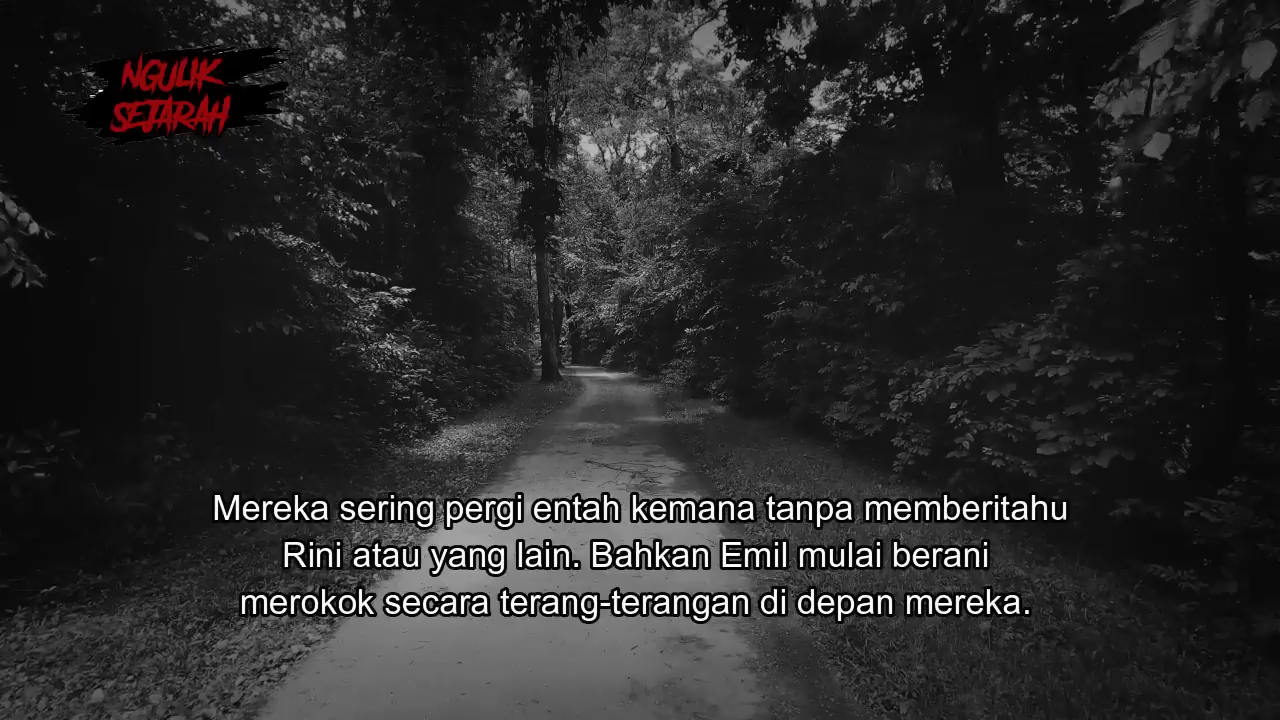 NGULIK
SEJARAH
Mereka sering pergi entah kemana tanpa memberitahu
Rini atau yang lain. Bahkan Emil mulai berani
merokok secara terang-terangan di depan mereka.